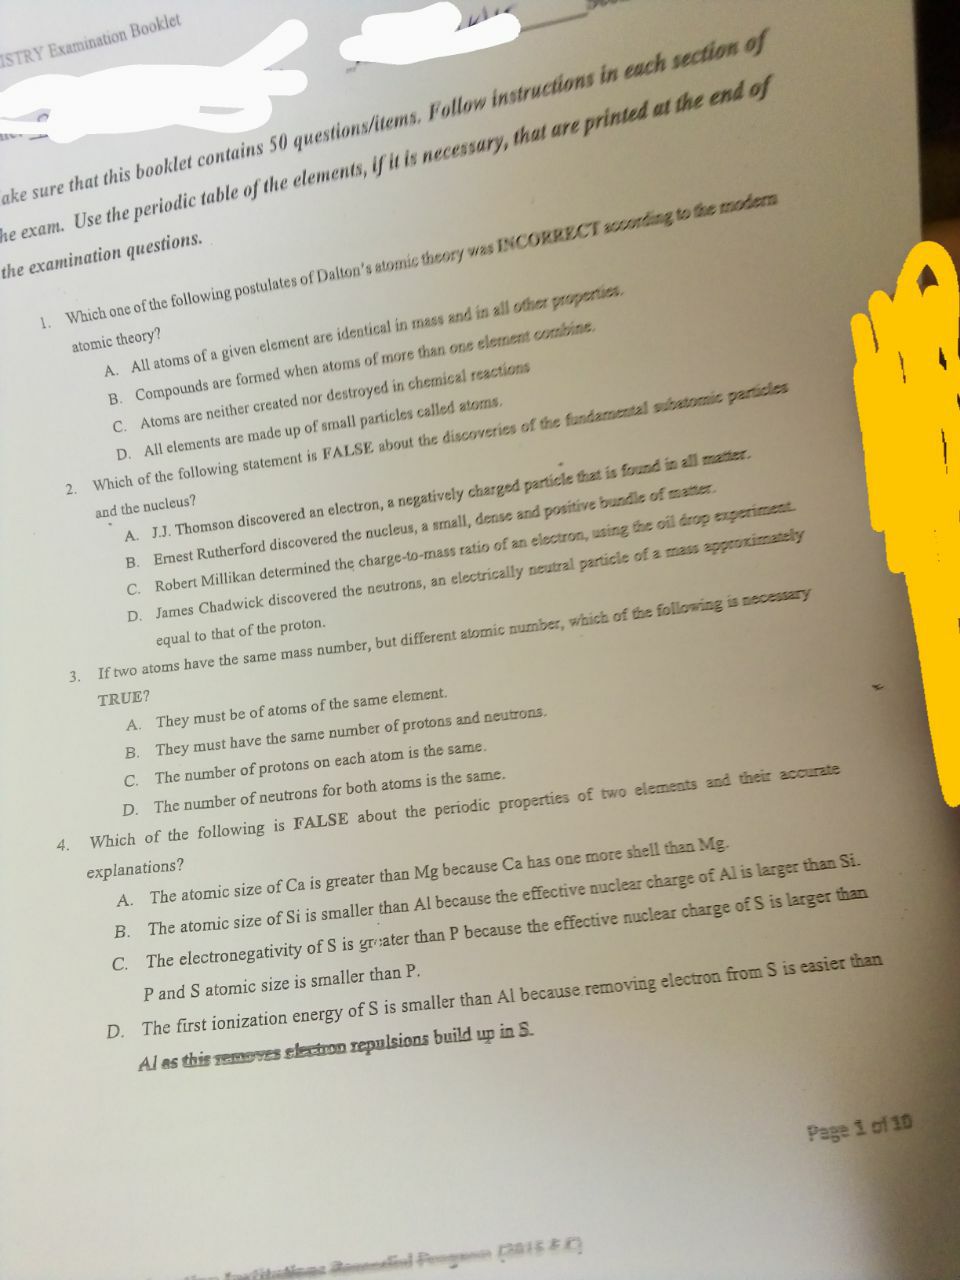 ISTRY Examination Booklet
ake sure that this booklet contains 50 questions/items. Follow instructions in each section of
he exam. Use the periodic table of the elements, if it is necessary, that are printed at the end of
the examination questions.
1. Which one of the following postulates of Dalton's atomic theory was INCORRECT according to the modern
atomic theory?
A. All atoms of a given element are identical in mass and in all other properties.
B. Compounds are formed when atoms of more than one element combine.
C. Atoms are neither created nor destroyed in chemical reactions
D. All elements are made up of small particles called atoms.
2. Which of the following statement is FALSE about the discoveries of the fundamental subatomic particles
and the nucleus?
A. J.J. Thomson discovered an electron, a negatively charged particle that is found in all matter.
B. Ernest Rutherford discovered the nucleus, a small, dense and positive bundle of matter.
C. Robert Millikan determined the charge-to-mass ratio of an electron, using the oil drop experiment.
D. James Chadwick discovered the neutrons, an electrically neutral particle of a mass approximately
equal to that of the proton.
3. If two atoms have the same mass number, but different atomic number, which of the following is necessary
TRUE?
A. They must be of atoms of the same element.
B. They must have the same number of protons and neutrons.
C. The number of protons on each atom is the same.
D. The number of neutrons for both atoms is the same.
4. Which of the following is FALSE about the periodic properties of two elements and their accurate
explanations?
A. The atomic size of Ca is greater than Mg because Ca has one more shell than Mg.
B. The atomic size of Si is smaller than Al because the effective nuclear charge of Al is larger than Si.
C. The electronegativity of S is greater than P because the effective nuclear charge of S is larger than
P and S atomic size is smaller than P.
D. The first ionization energy of S is smaller than Al because removing electron from S is easier than
Al as this removes electron repulsions build up in S.
Page 1 of 10
Institutions Remedial Program